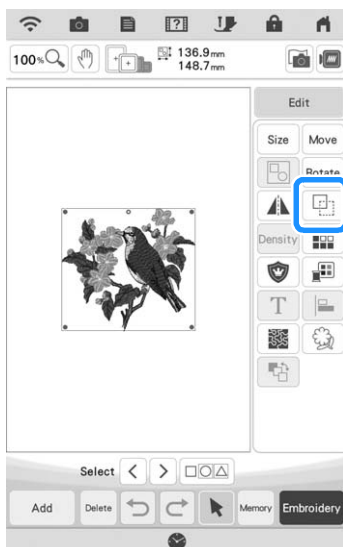 100%
136.9mm
148.7mm
Edit
Size Move
Rotate
Density
T
Select
Add Delete Memory Embroidery